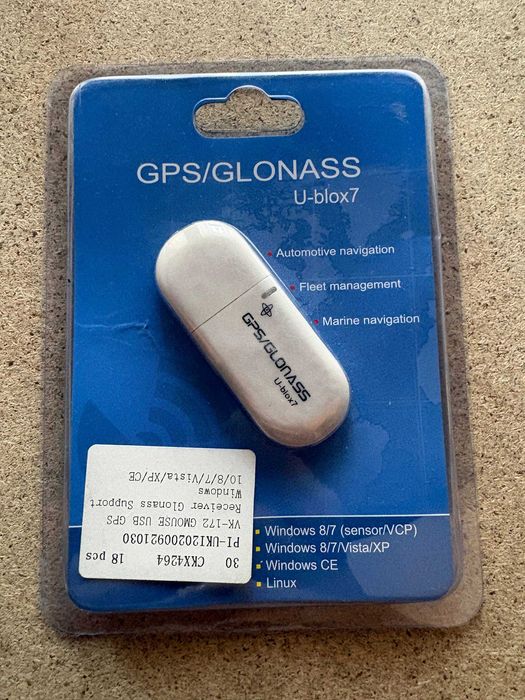 GPS/GLONASS
U-blox7
Automotive navigation
Fleet management
Marine navigation
GPS/GLONASS
U-blox7
Windows 8/7 (sensor/VCP)
Windows 8/7/Vista/XP
Windows CE
Linux
30 CKX4264 18 pcs
PI-UKI20200921030
VK-172 GMOUSE USB GPS
Receiver Glonass Support
Windows
10/8/7/Vista/XP/CE